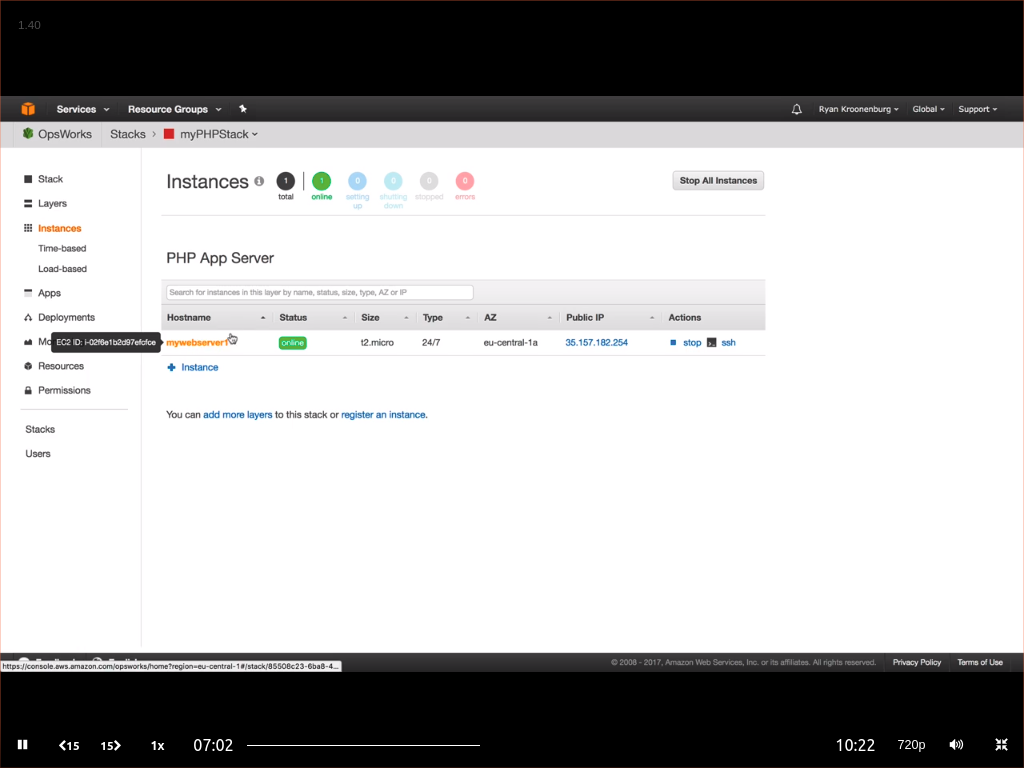 1.40
Services Resource Groups Ryan Kroonenburg Global Support
OpsWorks Stacks myPHPStack
Stack
Layers
Instances
Time-based
Load-based
Apps
Deployments
Mo
EC2 ID: i-02f6e1b2d97efcfce
Resources
Permissions
Stacks
Users
Instances
1 1 0 0 0 0
total online setting up shutting down stopped errors
Stop All Instances
PHP App Server
Search for instances in this layer by name, status, size, type, AZ or IP
Hostname Status Size Type AZ Public IP Actions
mywebserver1 online t2.micro 24/7 eu-central-1a 35.157.182.254 stop ssh
Instance
You can add more layers to this stack or register an instance.
https://console.aws.amazon.com/opsworks/home?region=eu-central-1#/stack/85508c23-6ba8-4...
© 2008 - 2017, Amazon Web Services, Inc. or its affiliates. All rights reserved. Privacy Policy Terms of Use
15 15 1x 07:02 10:22 720p